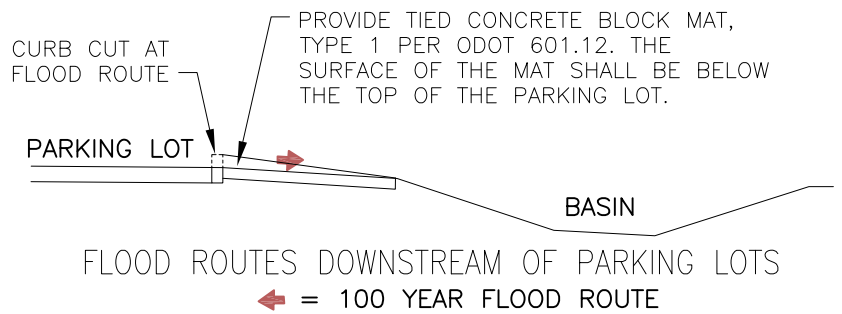 PROVIDE TIED CONCRETE BLOCK MAT,
TYPE 1 PER ODOT 601.12. THE
SURFACE OF THE MAT SHALL BE BELOW
THE TOP OF THE PARKING LOT.
CURB CUT AT
FLOOD ROUTE
PARKING LOT
BASIN
FLOOD ROUTES DOWNSTREAM OF PARKING LOTS
= 100 YEAR FLOOD ROUTE